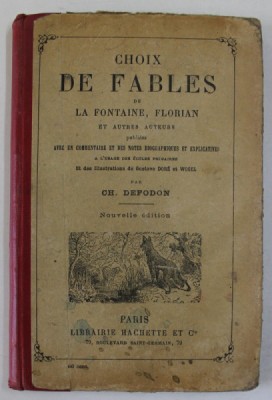 CHOIX
DE FABLES
DE
LA FONTAINE, FLORIAN
ET AUTRES AUTEURS
publiées
AVEC UN COMMENTAIRE ET DES NOTES BIOGRAPHIQUES ET EXPLICATIVES
A L'USAGE DES ÉCOLES PRIMAIRES
Et des illustrations de Gustave DORÉ et
PAR
CH. DEFODON
Nouvelle édition
PARIS
LIBRAIRIE HACHETTE ET Cie
79, BOULEVARD SAINT-GERMAIN, 79